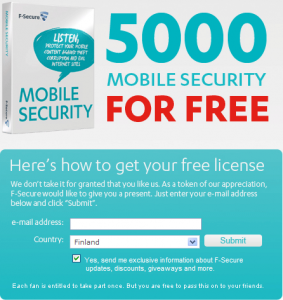 F-Secure
LISTEN,
PROTECT YOUR MOBILE
CONTENT AGAINST THEFT
CORRUPTION AND EVIL
INTERNET SITES
MOBILE
SECURITY
5000
MOBILE SECURITY
FOR FREE
Here's how to get your free license
We don't take it for granted that you like us. As a token of our appreciation,
F-Secure would like to give you a present. Just enter your e-mail address
below and click "Submit".
e-mail address:
Country:
Finland
Submit
Yes, send me exclusive information about F-Secure
updates, discounts, giveaways and more.
Each fan is entitled to take part once. But you are free to pass this on to your friends.